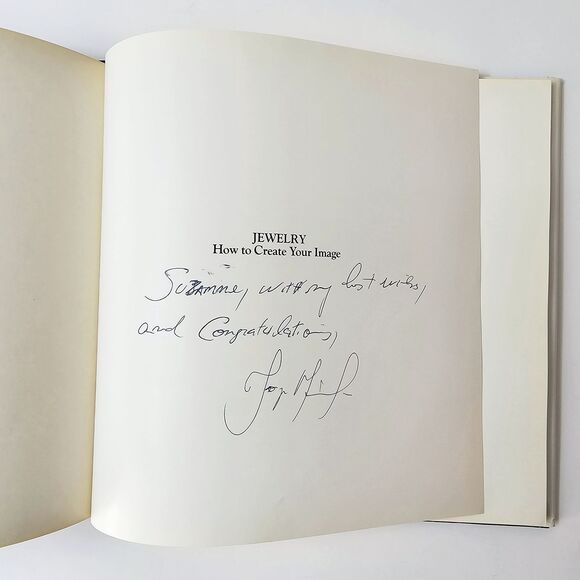 JEWELRY
How to Create Your Image
Suzanne, with my best wishes,
and Congratulations,